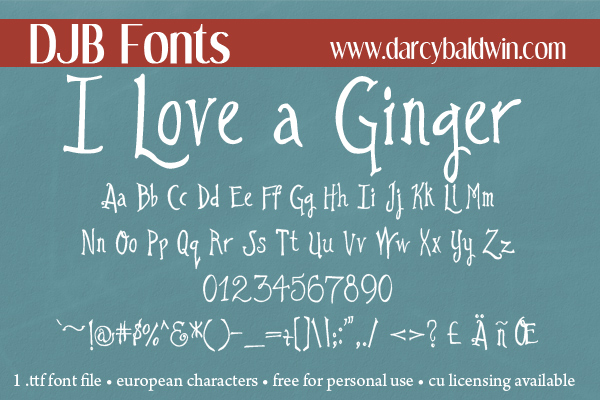 DJB Fonts www.darcybaldwin.com
I Love a Ginger
Aa Bb Cc Dd Ee Ff Gg Hh Ii Jj Kk Ll Mm
Nn Oo Pp Qq Rr Ss Tt Uu Vv Ww Xx Yy Zz
01234567890
`~!@#$%^&*()-_=+[]\|;:'",./ <>? £ Ä ñ Œ
1 .ttf font file • european characters • free for personal use • cu licensing available